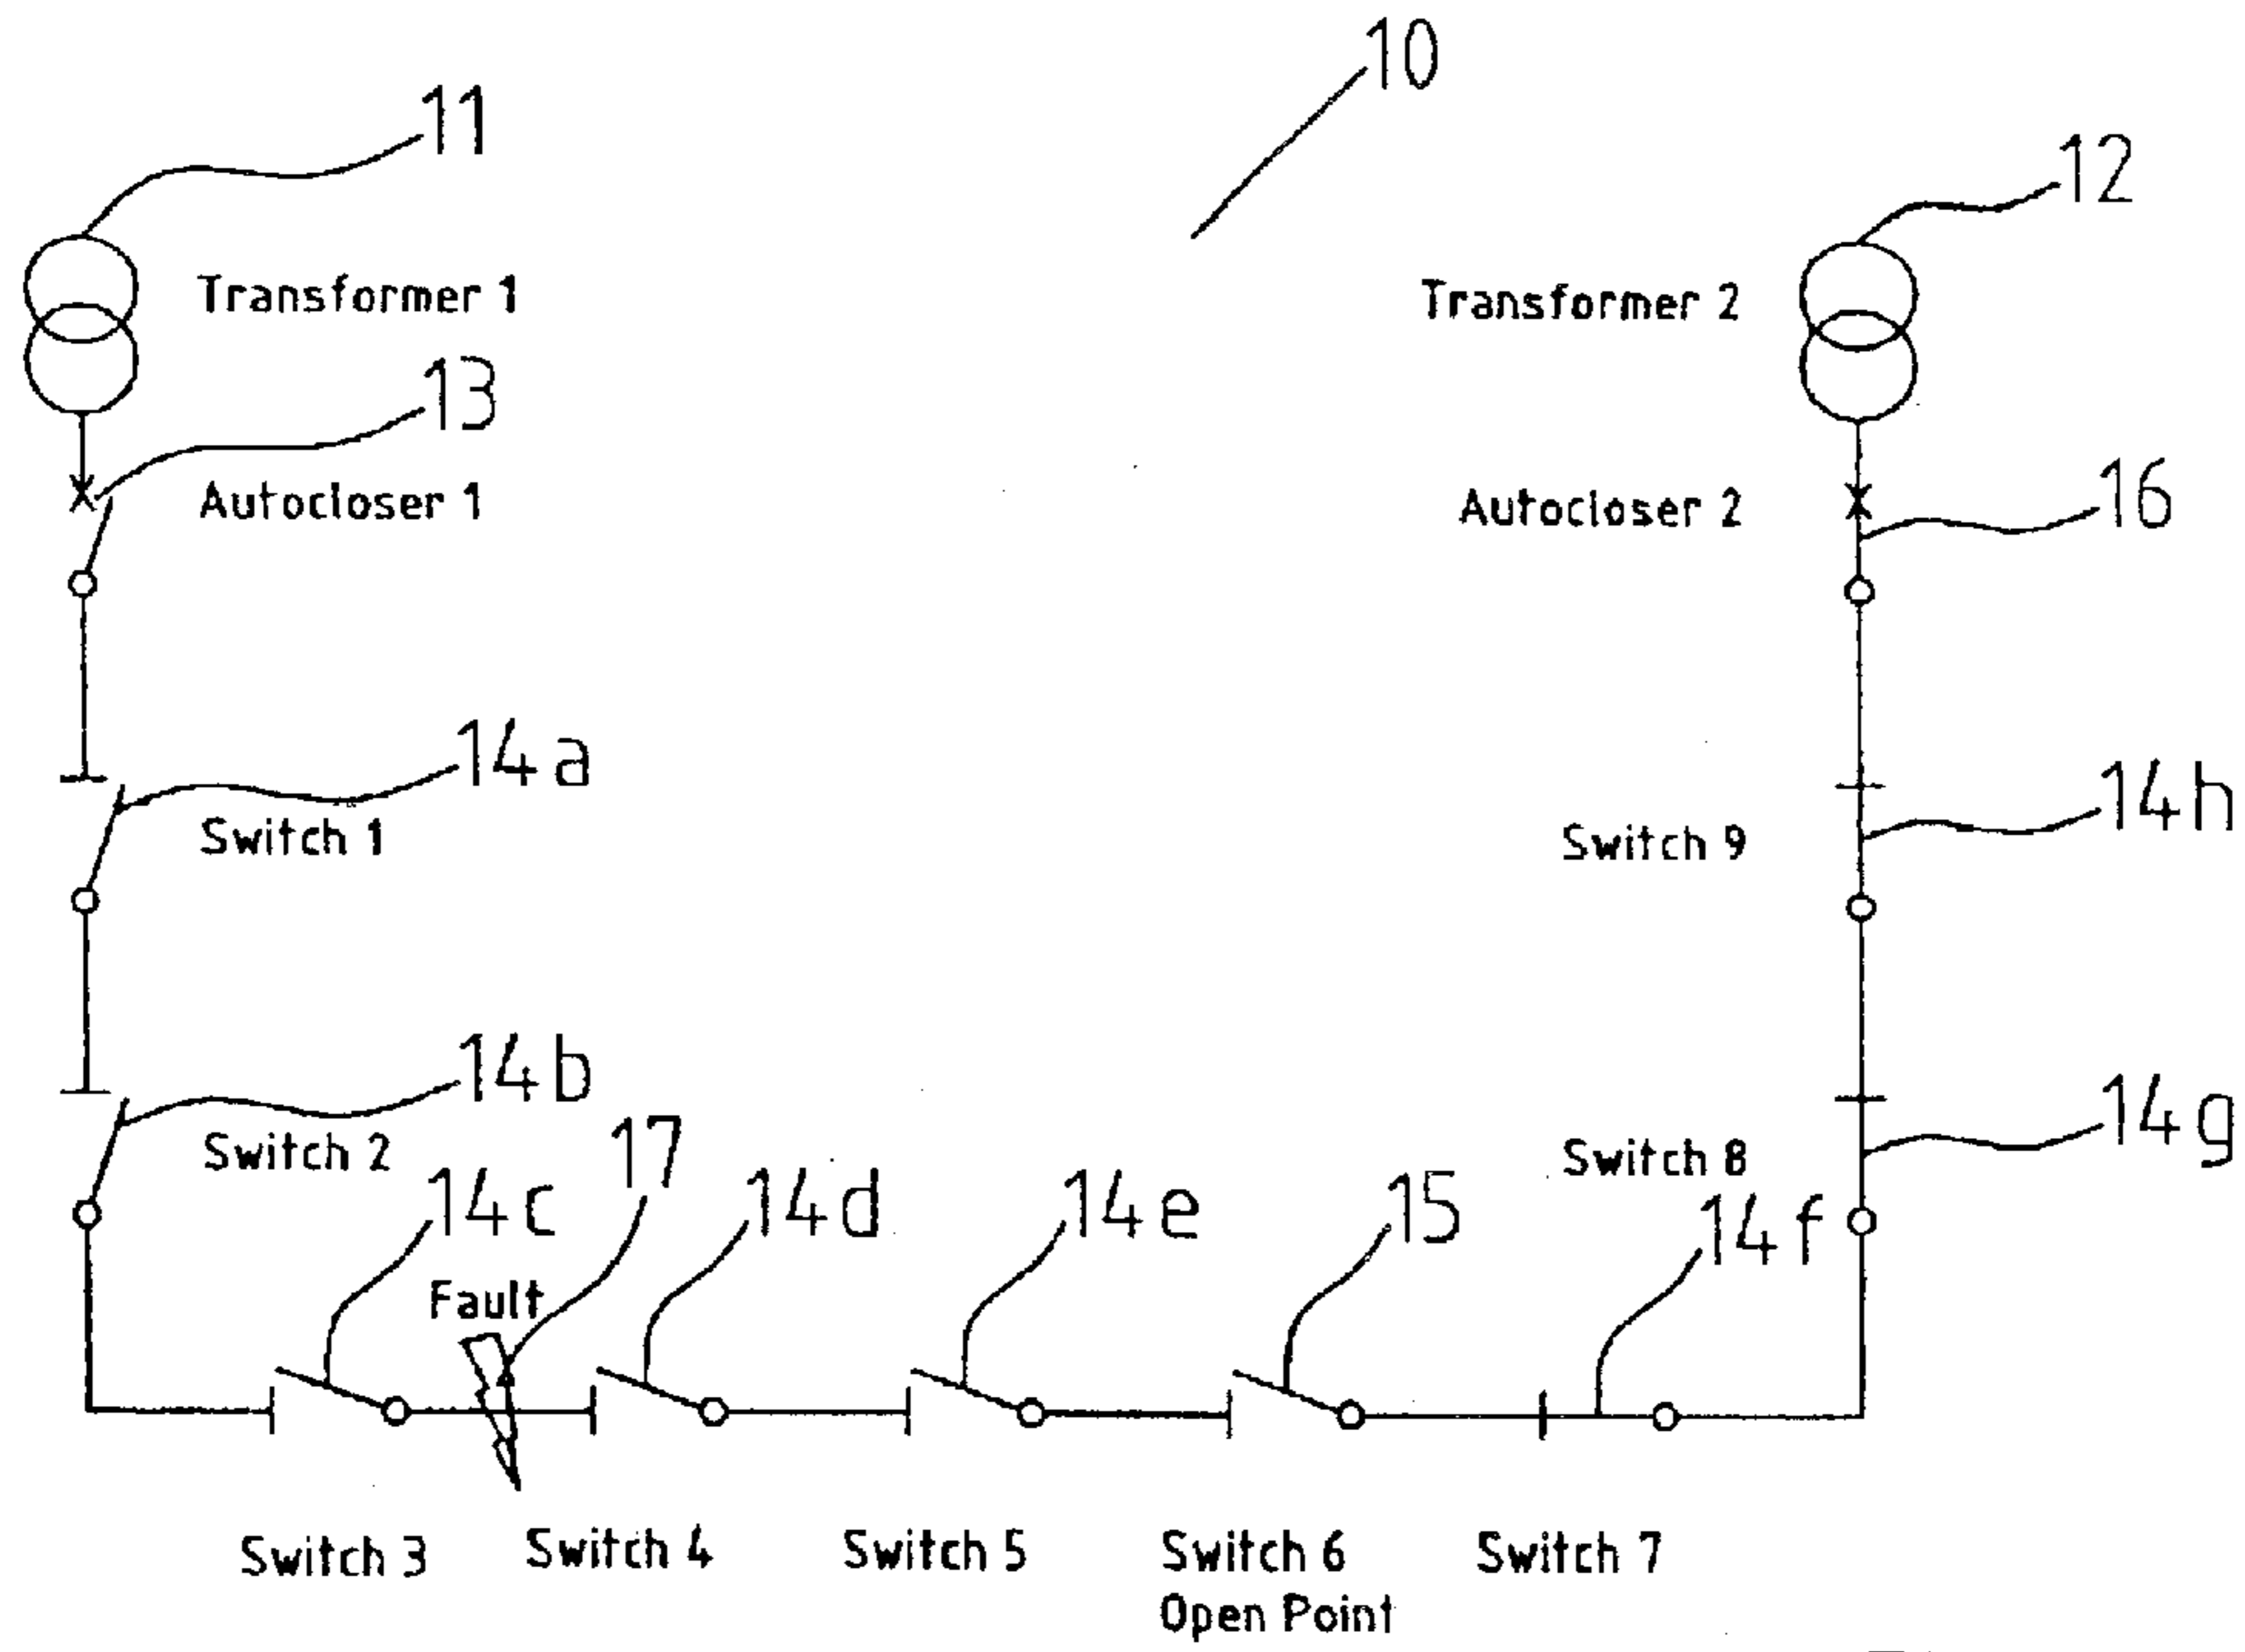 10
11
12
Transformer 1
Transformer 2
13
Autocloser 1
16
Autocloser 2
14a
Switch 1
14h
Switch 9
14b
Switch 2
17
14g
Switch 8
14c
14d
14e
15
14f
Fault
Switch 3
Switch 4
Switch 5
Switch 6
Open Point
Switch 7